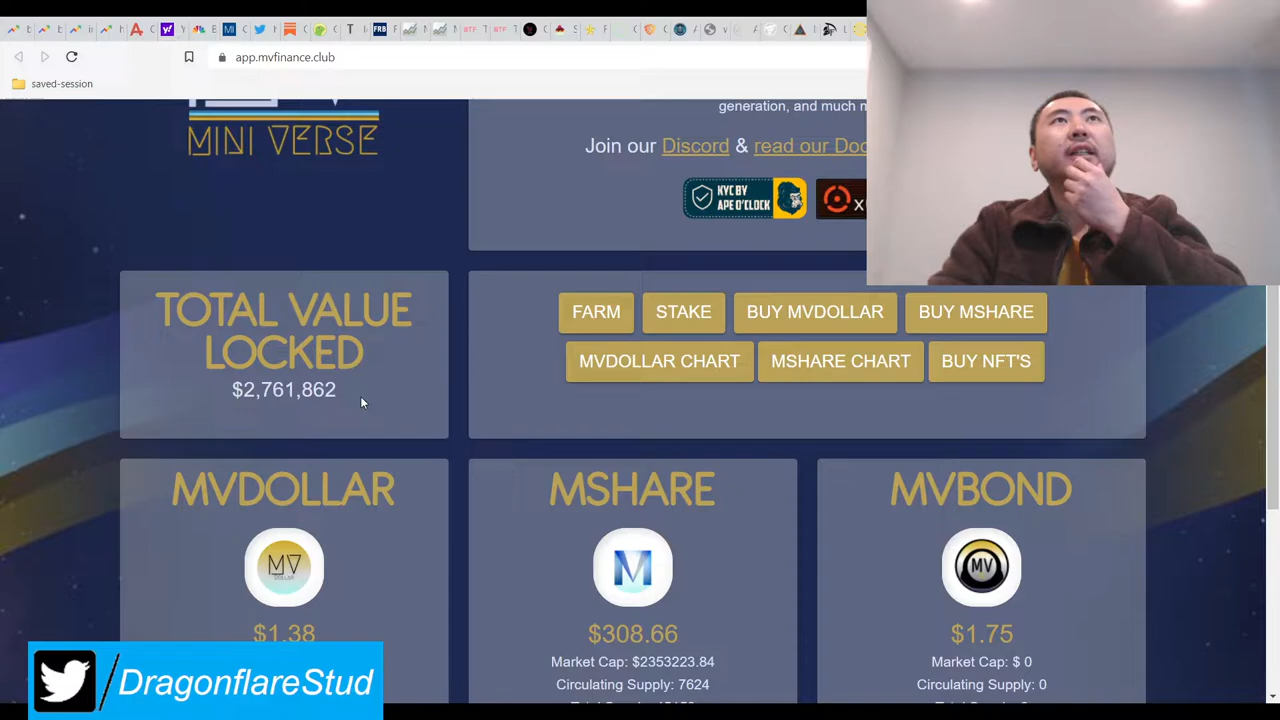 app.mvfinance.club
saved-session
MINI VERSE
generation, and much m
Join our Discord & read our Doc
KYC BY
APE O'CLOCK
X
TOTAL VALUE
LOCKED
$2,761,862
FARM
STAKE
BUY MVDOLLAR
BUY MSHARE
MVDOLLAR CHART
MSHARE CHART
BUY NFT'S
MVDOLLAR
MV
DOLLAR
$1.38
MSHARE
M
$308.66
Market Cap: $2353223.84
Circulating Supply: 7624
MVBOND
MV
$1.75
Market Cap: $ 0
Circulating Supply: 0
DragonflareStud